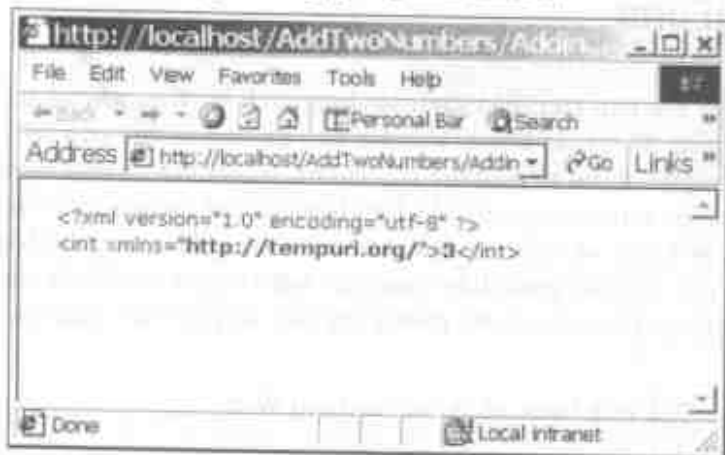 http://localhost/AddTwoNumbers/Addin...
File Edit View Favorites Tools Help
Back Personal Bar Search
Address http://localhost/AddTwoNumbers/Addin Go Links »
<?xml version="1.0" encoding="utf-8" ?>
<int xmlns="http://tempuri.org/">3</int>
Done Local intranet